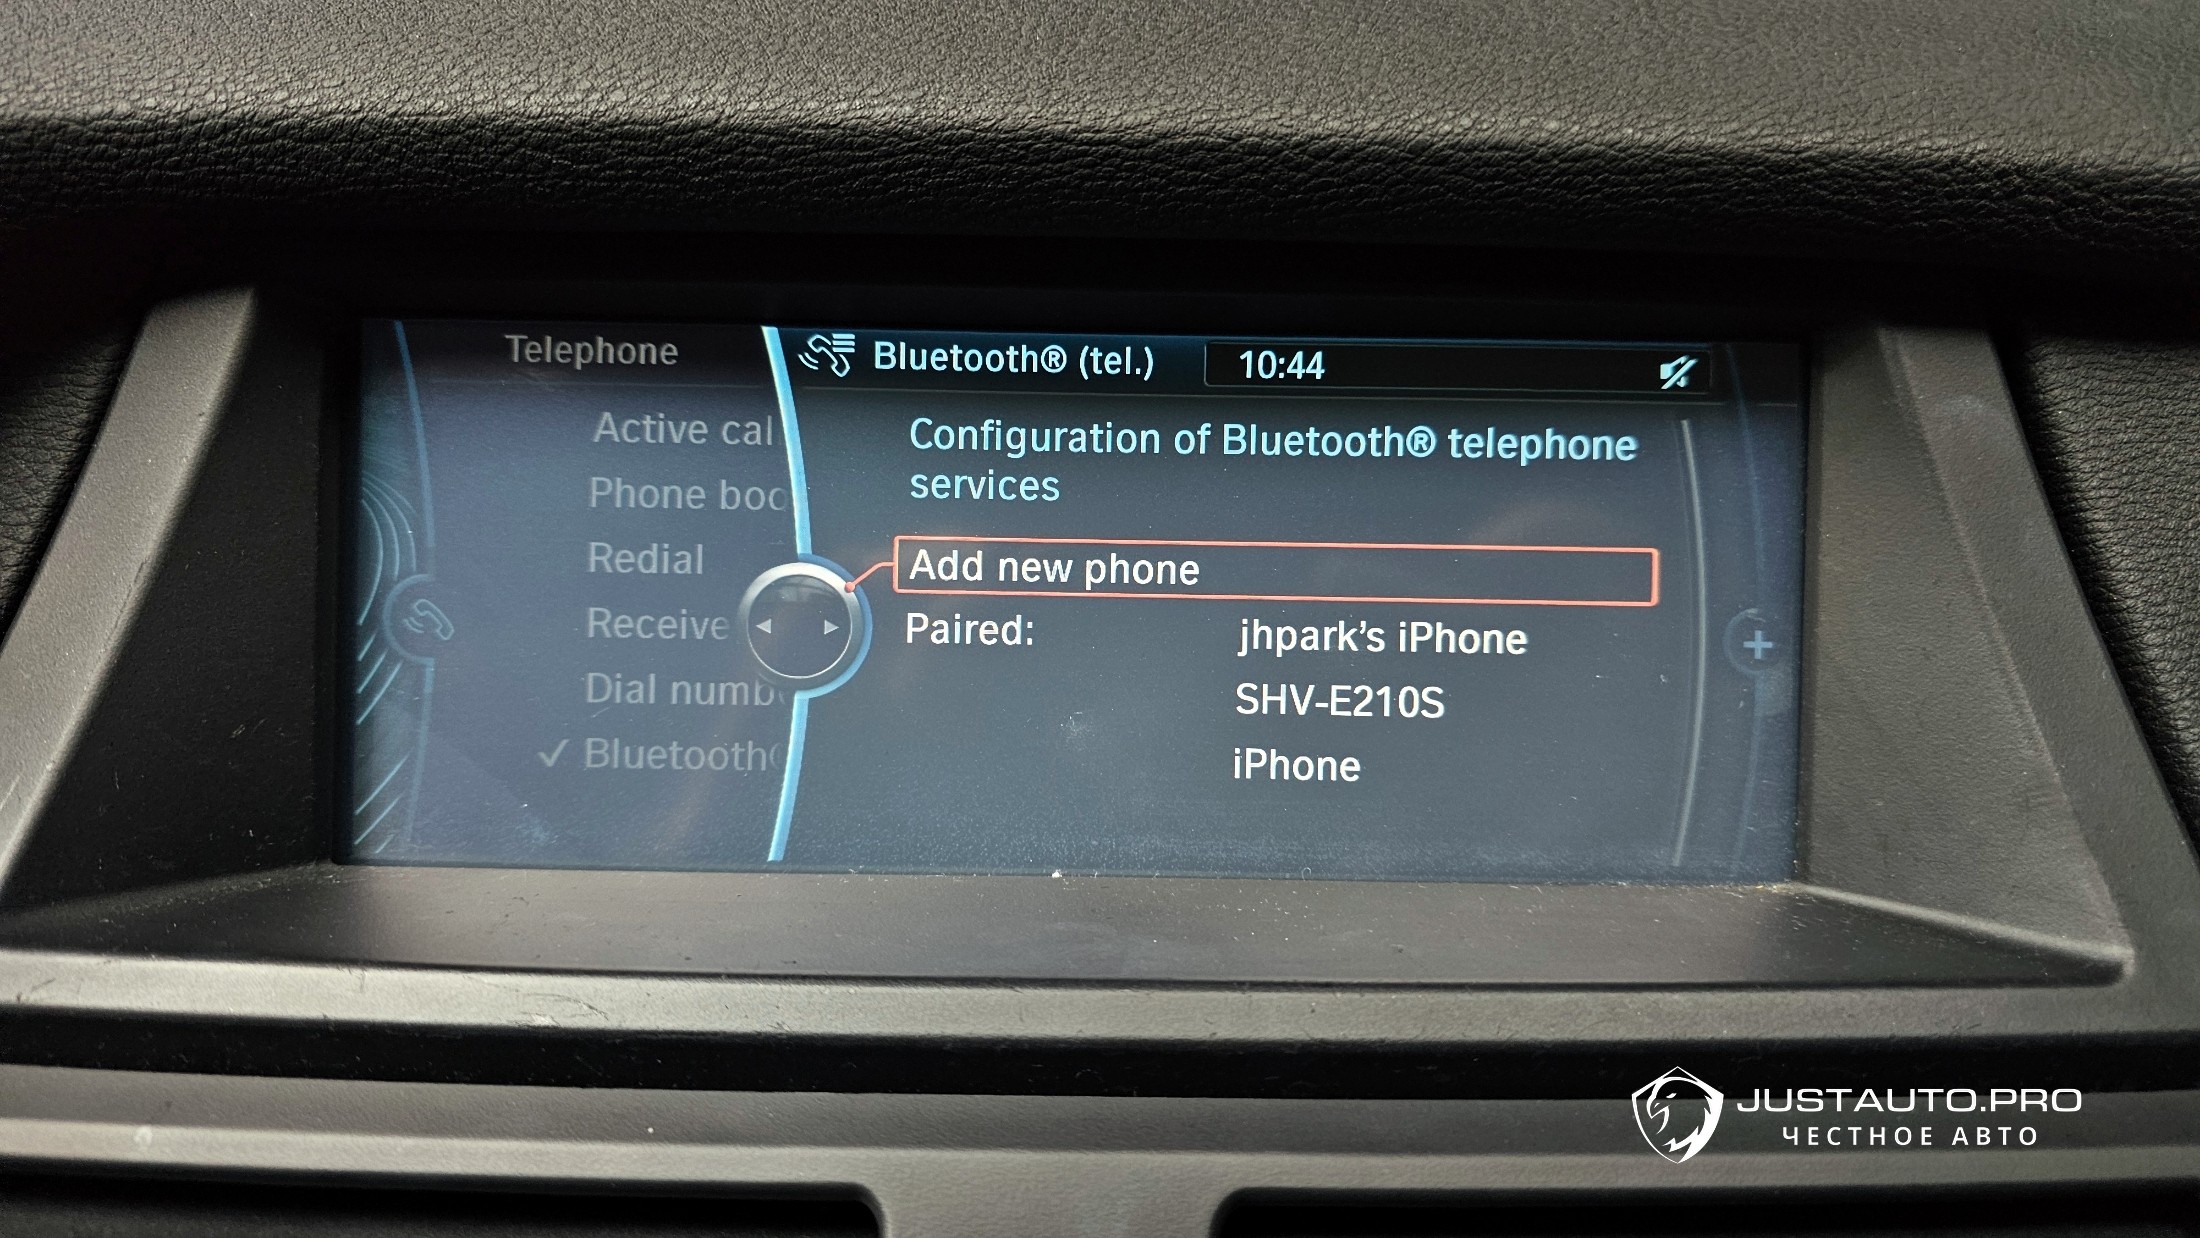 Telephone
Active cal
Phone boo
Redial
Receive
Dial numb
Bluetooth®
Bluetooth® (tel.)
10:44
Configuration of Bluetooth® telephone
services
Add new phone
Paired: jhpark's iPhone
SHV-E210S
iPhone
JUSTAUTO.PRO
ЧЕСТНОЕ АВТО